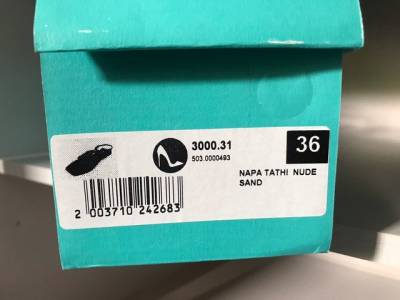 3000.31
503.0000493
36
NAPA TATHI NUDE
SAND
2 003710 242683